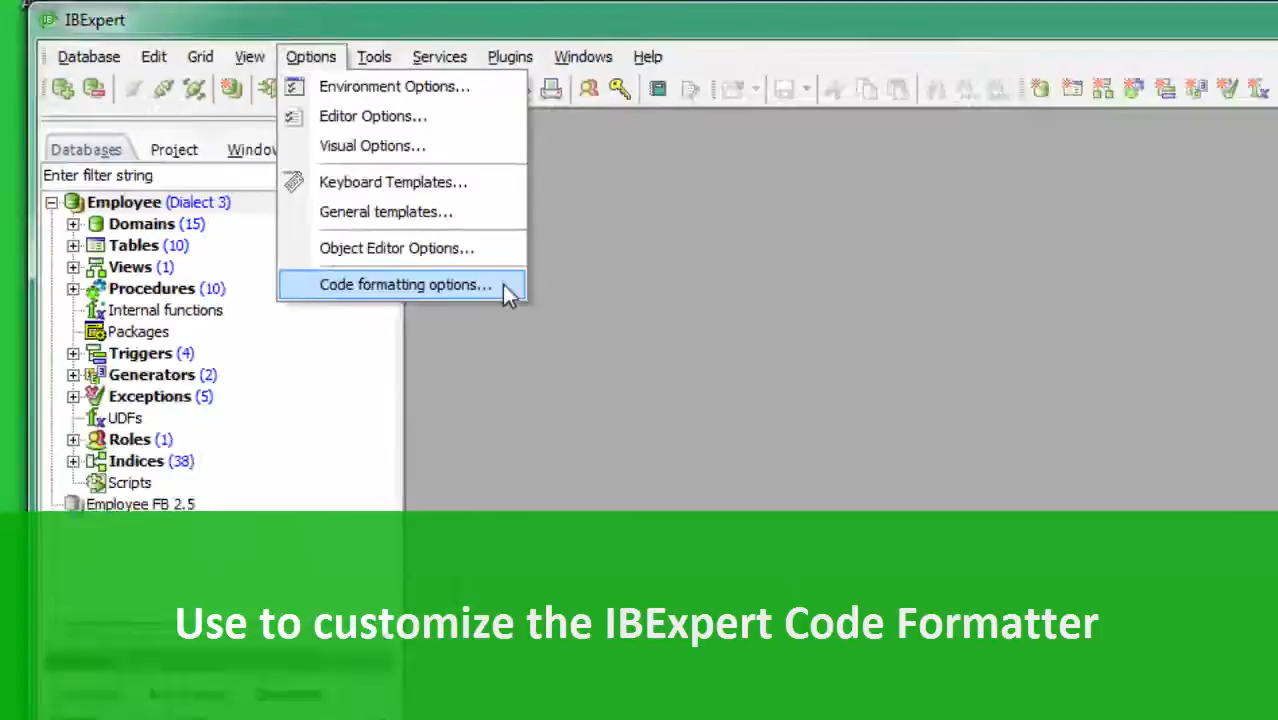 IBExpert
Database Edit Grid View Options Tools Services Plugins Windows Help
Environment Options...
Editor Options...
Visual Options...
Keyboard Templates...
General templates...
Object Editor Options...
Code formatting options...
Databases Project
Enter filter string
Employee (Dialect 3)
Domains (15)
Tables (10)
Views (1)
Procedures (10)
Internal functions
Packages
Triggers (4)
Generators (2)
Exceptions (5)
UDFs
Roles (1)
Indices (38)
Scripts
Employee FB 2.5
Use to customize the IBExpert Code Formatter